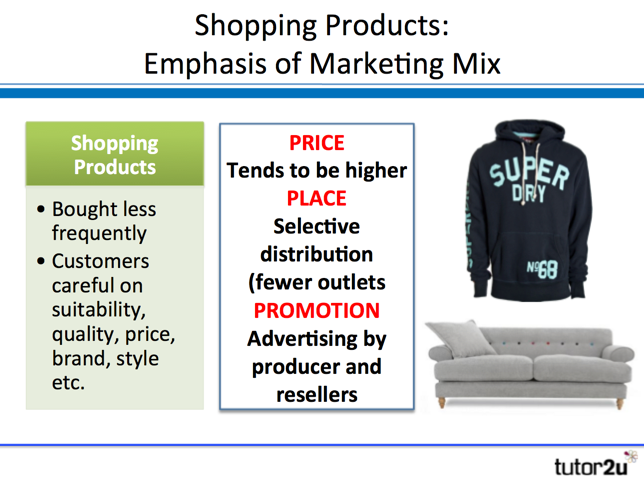 Shopping Products:
Emphasis of Marketing Mix
Shopping
Products
• Bought less
frequently
• Customers
careful on
suitability,
quality, price,
brand, style
etc.
PRICE
Tends to be higher
PLACE
Selective
distribution
(fewer outlets
PROMOTION
Advertising by
producer and
resellers
SUPER
DRY
No68
tutor2u